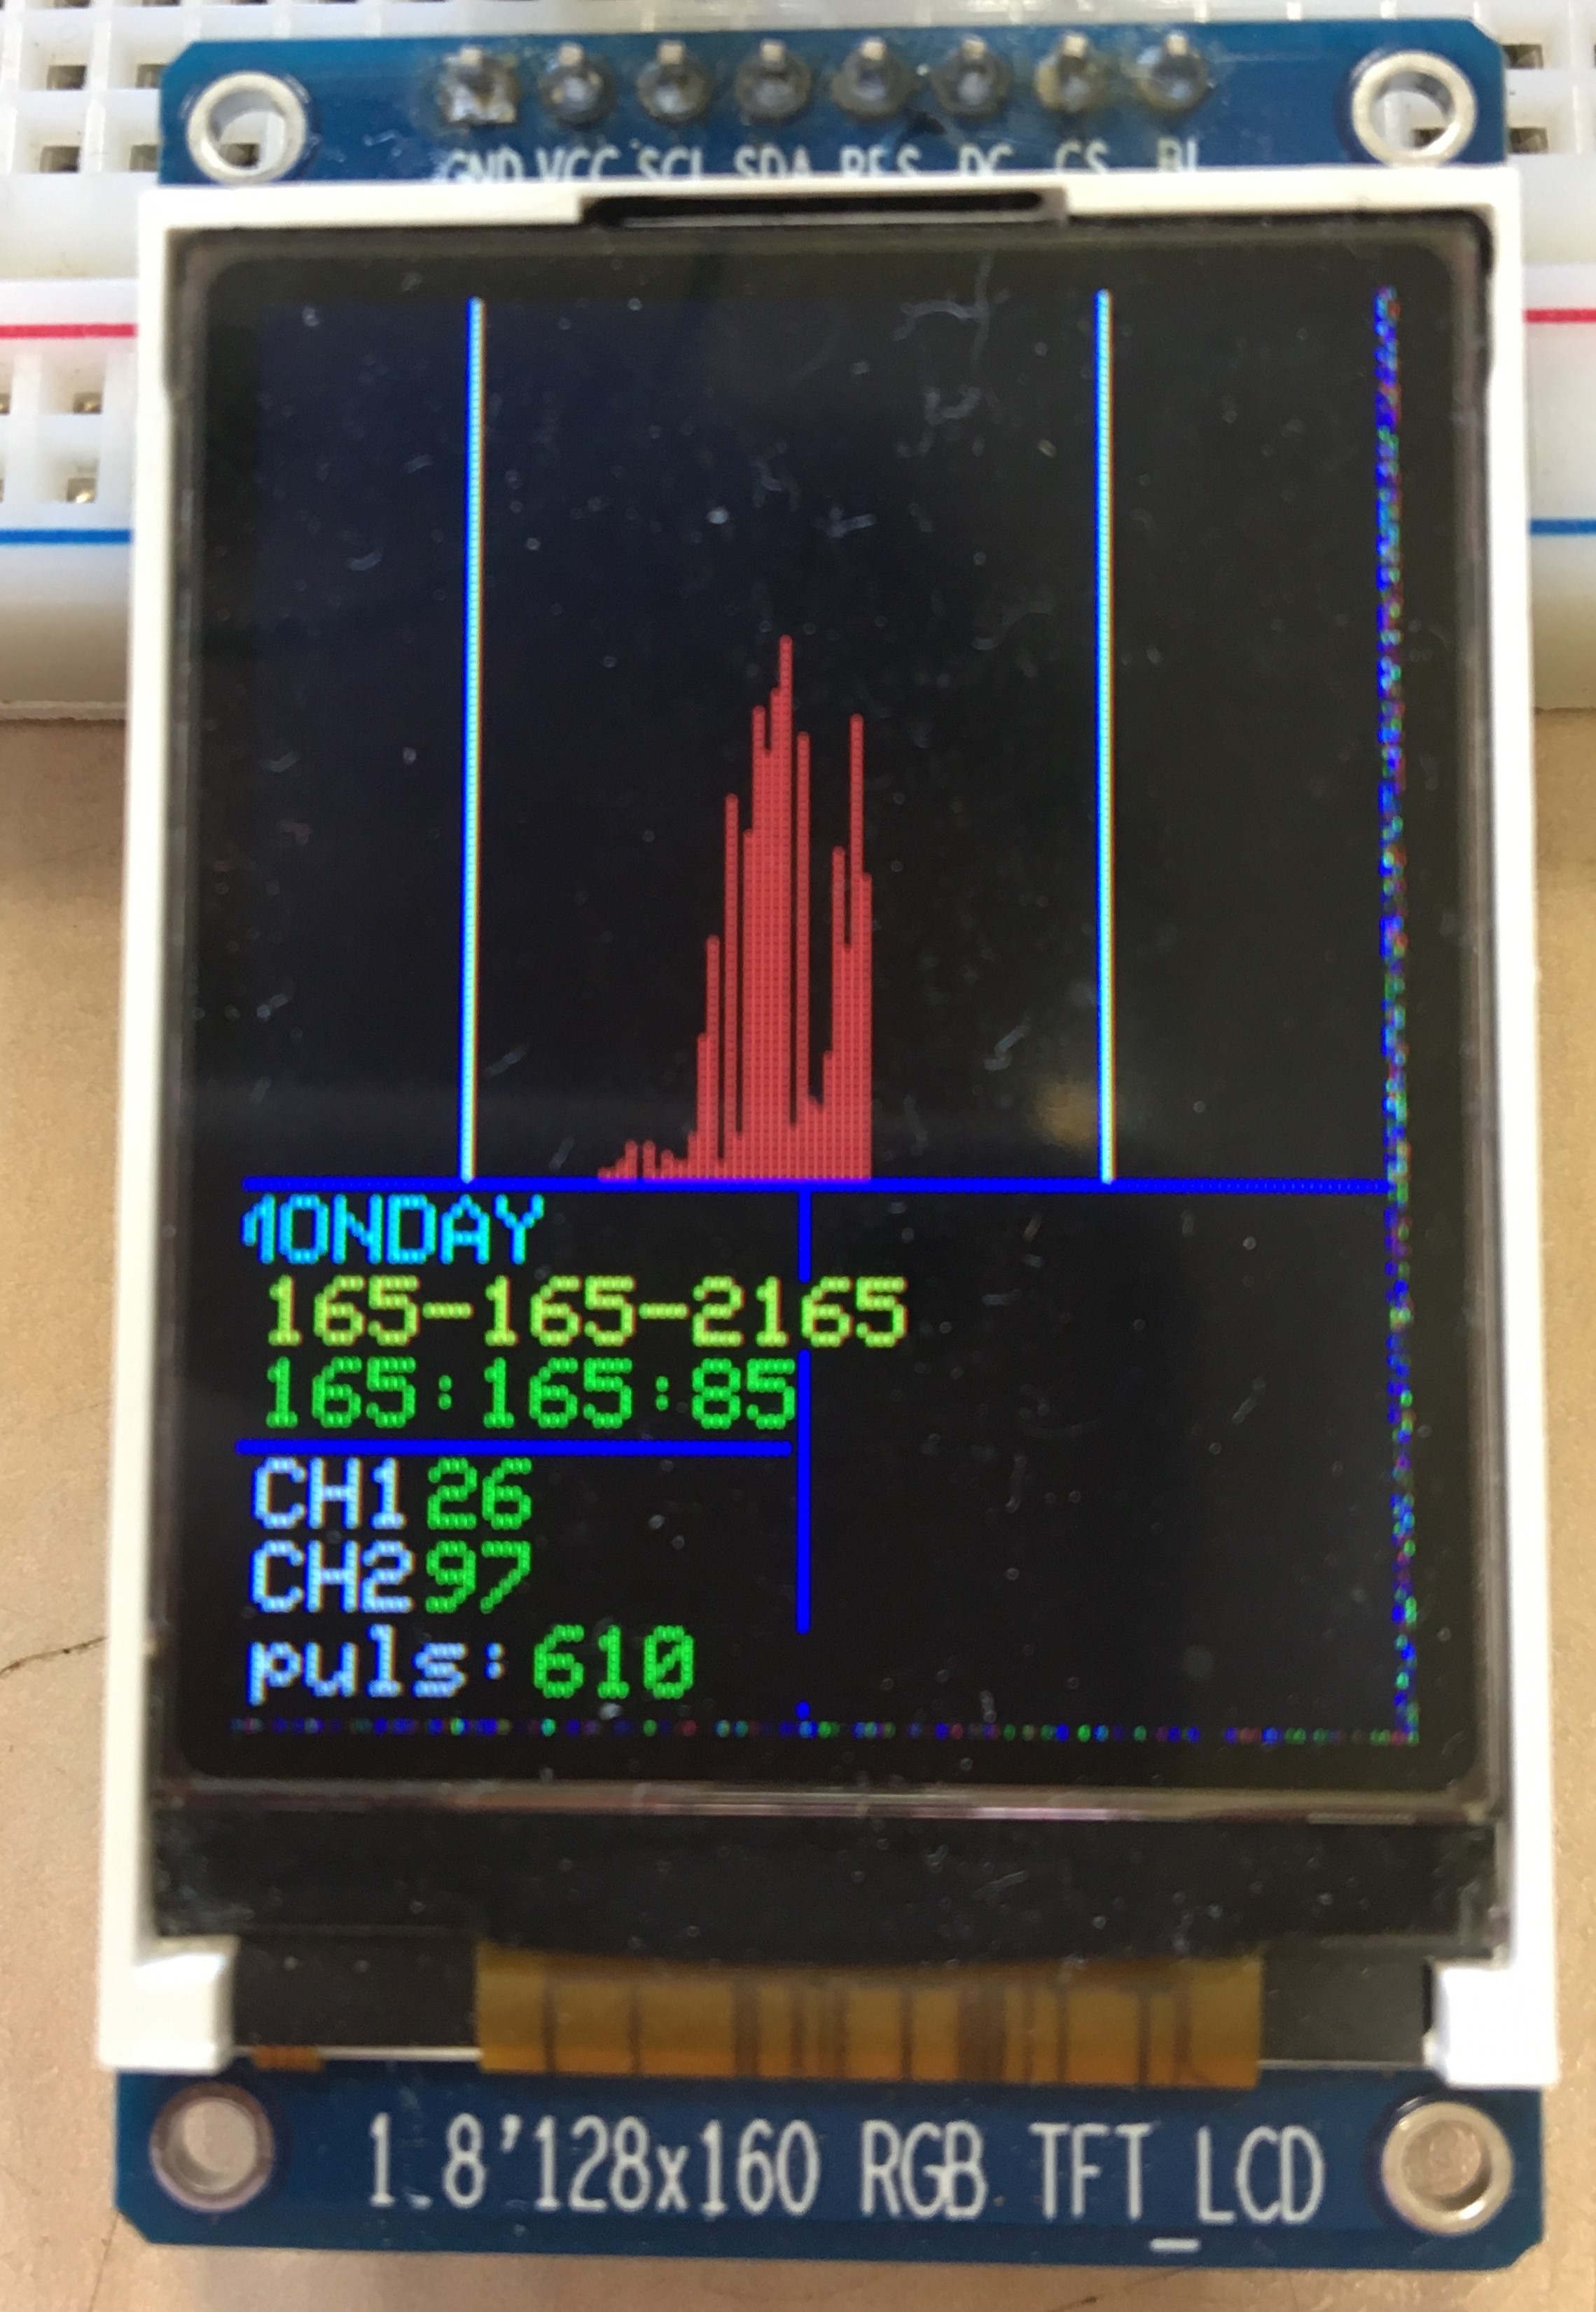 GND VCC SCL SDA RES DC CS BL
MONDAY
165-165-2165
165:165:85
CH1 26
CH2 97
puls: 610
1.8'128x160 RGB TFT_LCD